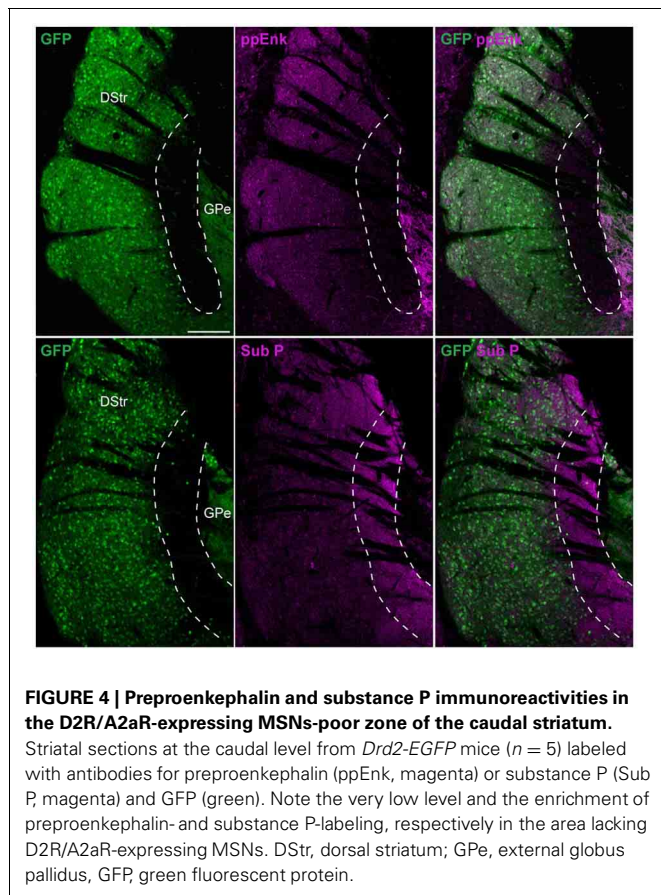 GFP
ppEnk
GFP ppEnk
DStr
GPe
GFP
Sub P
GFP Sub P
DStr
GPe
FIGURE 4 | Preproenkephalin and substance P immunoreactivities in
the D2R/A2aR-expressing MSNs-poor zone of the caudal striatum.
Striatal sections at the caudal level from Drd2-EGFP mice (n = 5) labeled
with antibodies for preproenkephalin (ppEnk, magenta) or substance P (Sub
P, magenta) and GFP (green). Note the very low level and the enrichment of
preproenkephalin- and substance P-labeling, respectively in the area lacking
D2R/A2aR-expressing MSNs. DStr, dorsal striatum; GPe, external globus
pallidus, GFP, green fluorescent protein.